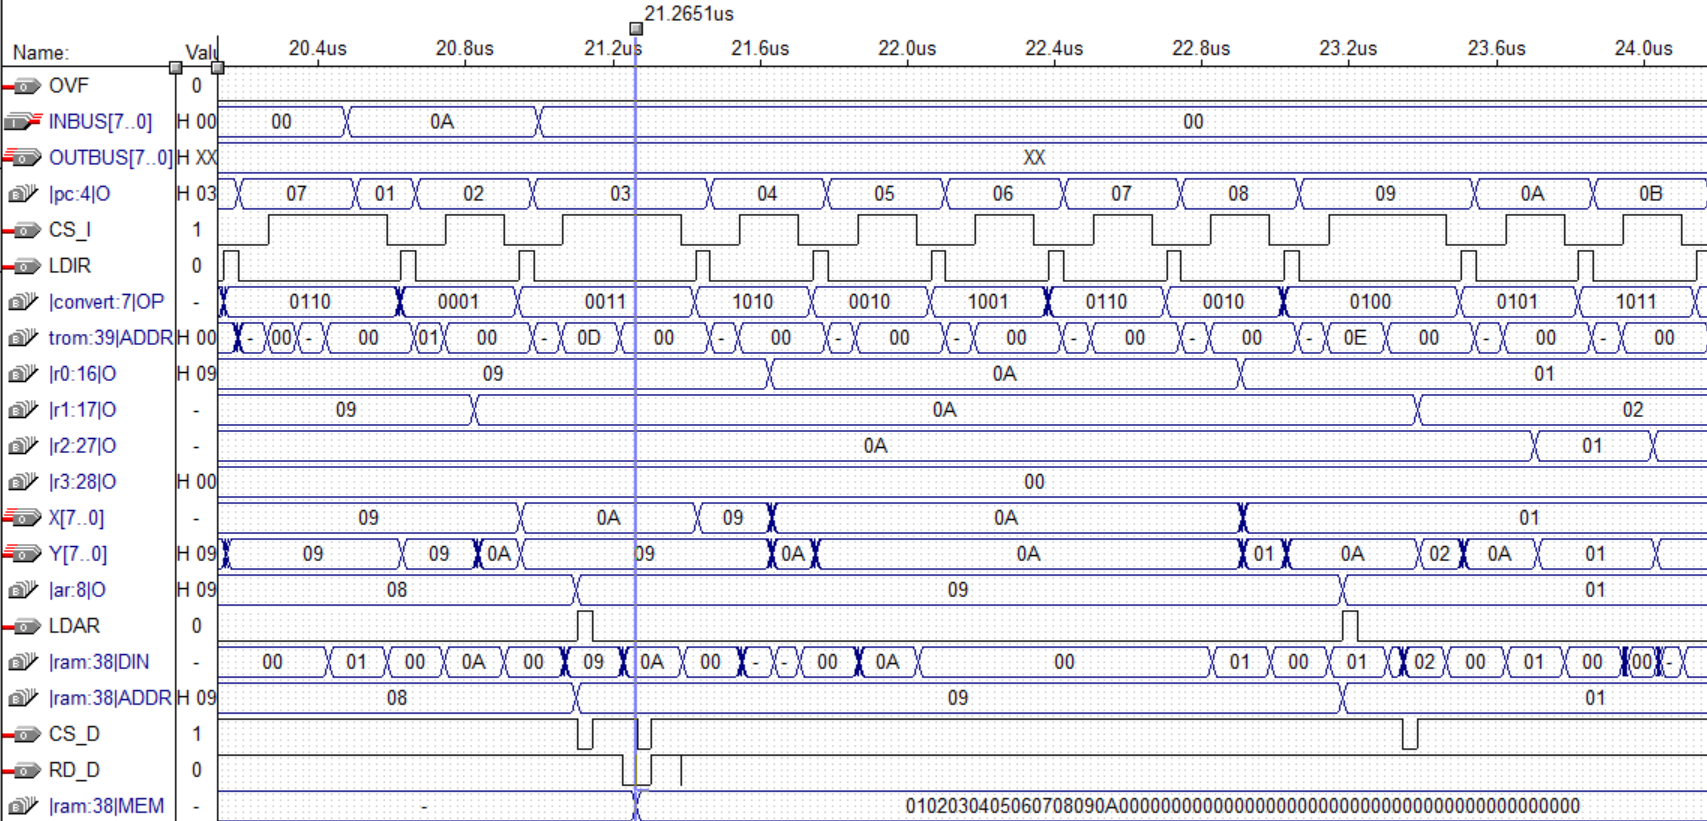 21.2651us
Name: Valu 20.4us 20.8us 21.2us 21.6us 22.0us 22.4us 22.8us 23.2us 23.6us 24.0us
OVF 0
INBUS[7..0] H 00 00 0A 00
OUTBUS[7..0] H XX XX
|pc:4|O H 03 07 01 02 03 04 05 06 07 08 09 0A 0B
CS_I 1
LDIR 0
|convert:7|OP - 0110 0001 0011 1010 0010 1001 0110 0010 0100 0101 1011
trom:39|ADDR H 00 - 00 - 00 01 00 - 0D 00 - 00 - 00 - 00 - 00 - 00 - 0E 00 - 00 - 00
|r0:16|O H 09 09 0A 01
|r1:17|O - 09 0A 02
|r2:27|O - 0A 01
|r3:28|O H 00 00
X[7..0] - 09 0A 09 0A 01
Y[7..0] H 09 09 09 0A 09 0A 0A 01 0A 02 0A 01
|ar:8|O H 09 08 09 01
LDAR 0
|ram:38|DIN - 00 01 00 0A 00 09 0A 00 - - 00 0A 00 01 00 01 02 00 01 00 00 -
|ram:38|ADDR H 09 08 09 01
CS_D 1
RD_D 0
|ram:38|MEM - -